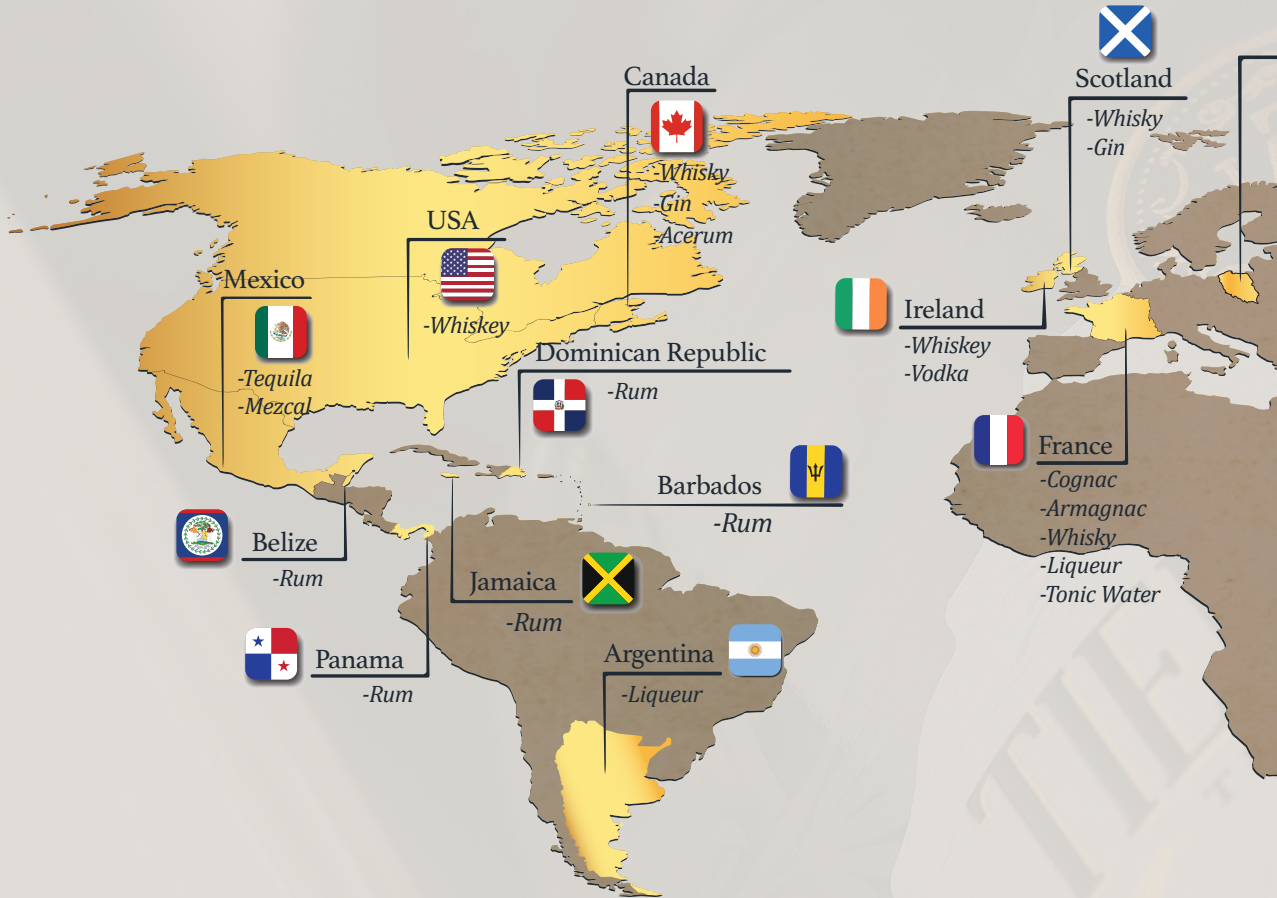 Scotland
-Whisky
-Gin
Canada
-Whisky
-Gin
-Acerum
USA
-Whiskey
Mexico
-Tequila
-Mezcal
Ireland
-Whiskey
-Vodka
Dominican Republic
-Rum
France
-Cognac
-Armagnac
-Whisky
-Liqueur
-Tonic Water
Barbados
-Rum
Belize
-Rum
Jamaica
-Rum
Panama
-Rum
Argentina
-Liqueur
TIE